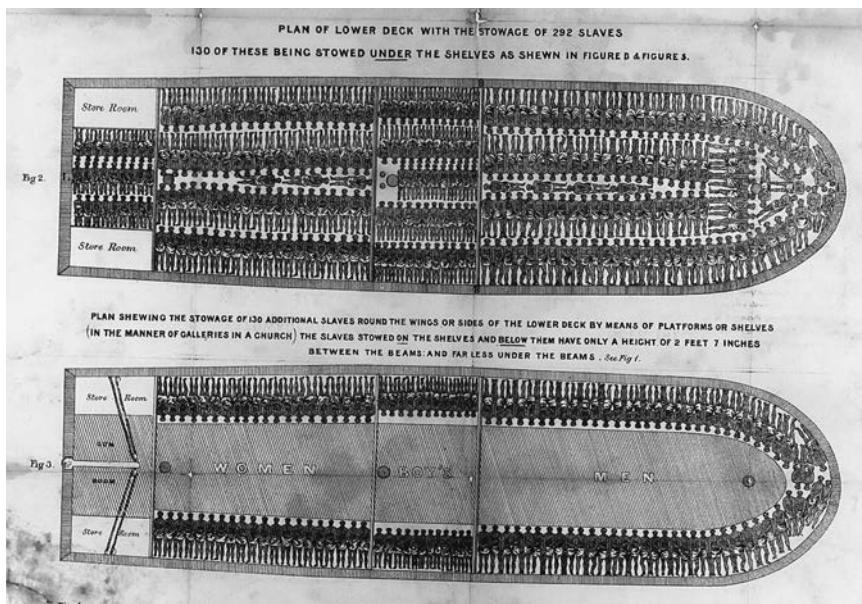 PLAN OF LOWER DECK WITH THE STOWAGE OF 292 SLAVES
130 OF THESE BEING STOWED UNDER THE SHELVES AS SHEWN IN FIGURE D & FIGURE 5.
Store Room
Fig 2.
Store Room
PLAN SHEWING THE STOWAGE OF 130 ADDITIONAL SLAVES ROUND THE WINGS OR SIDES OF THE LOWER DECK BY MEANS OF PLATFORMS OR SHELVES
(IN THE MANNER OF GALLERIES IN A CHURCH) THE SLAVES STOWED ON THE SHELVES AND BELOW THEM HAVE ONLY A HEIGHT OF 2 FEET 7 INCHES
BETWEEN THE BEAMS: AND FAR LESS UNDER THE BEAMS. See Fig 1.
Store Room
GUN
Fig 3.
WOMEN
BOYS
MEN
ROOM
Store Room